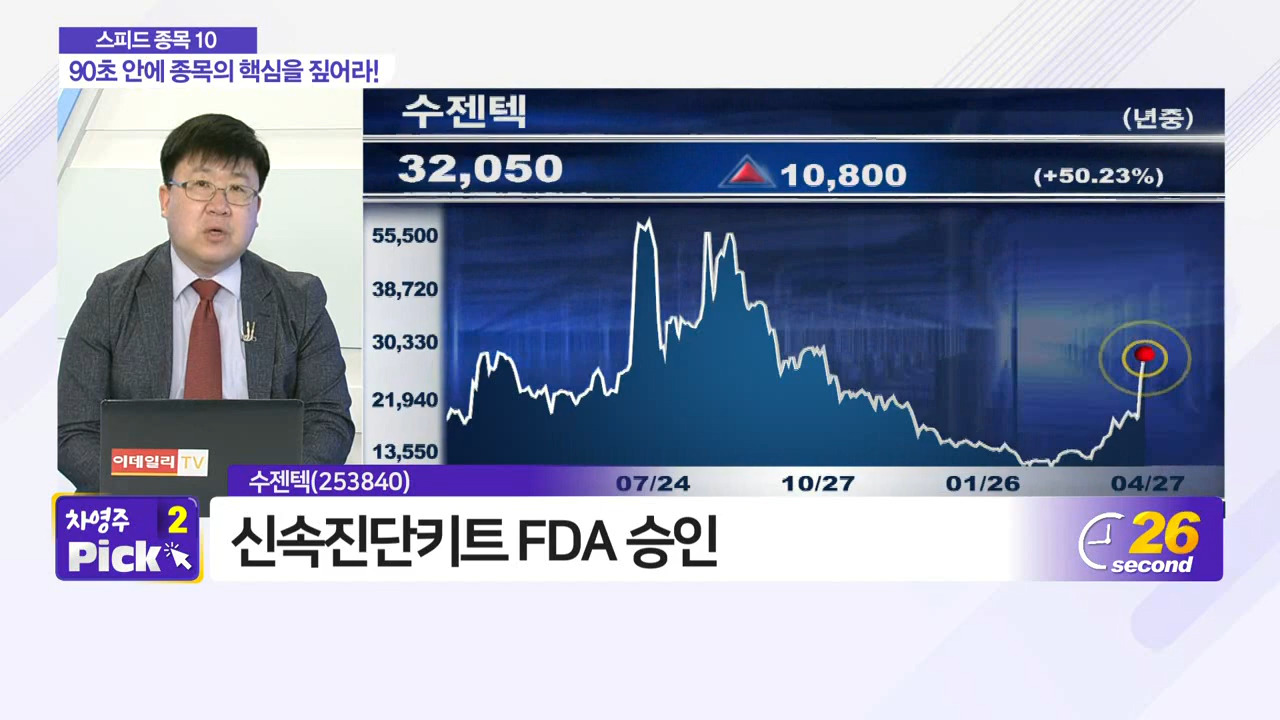 스피드 종목 10
90초 안에 종목의 핵심을 짚어라!
수젠텍
(년중)
32,050
10,800
(+50.23%)
55,500
38,720
30,330
21,940
13,550
07/24
10/27
01/26
04/27
이데일리TV
수젠텍(253840)
차영주
2
Pick
신속진단키트 FDA 승인
26
second